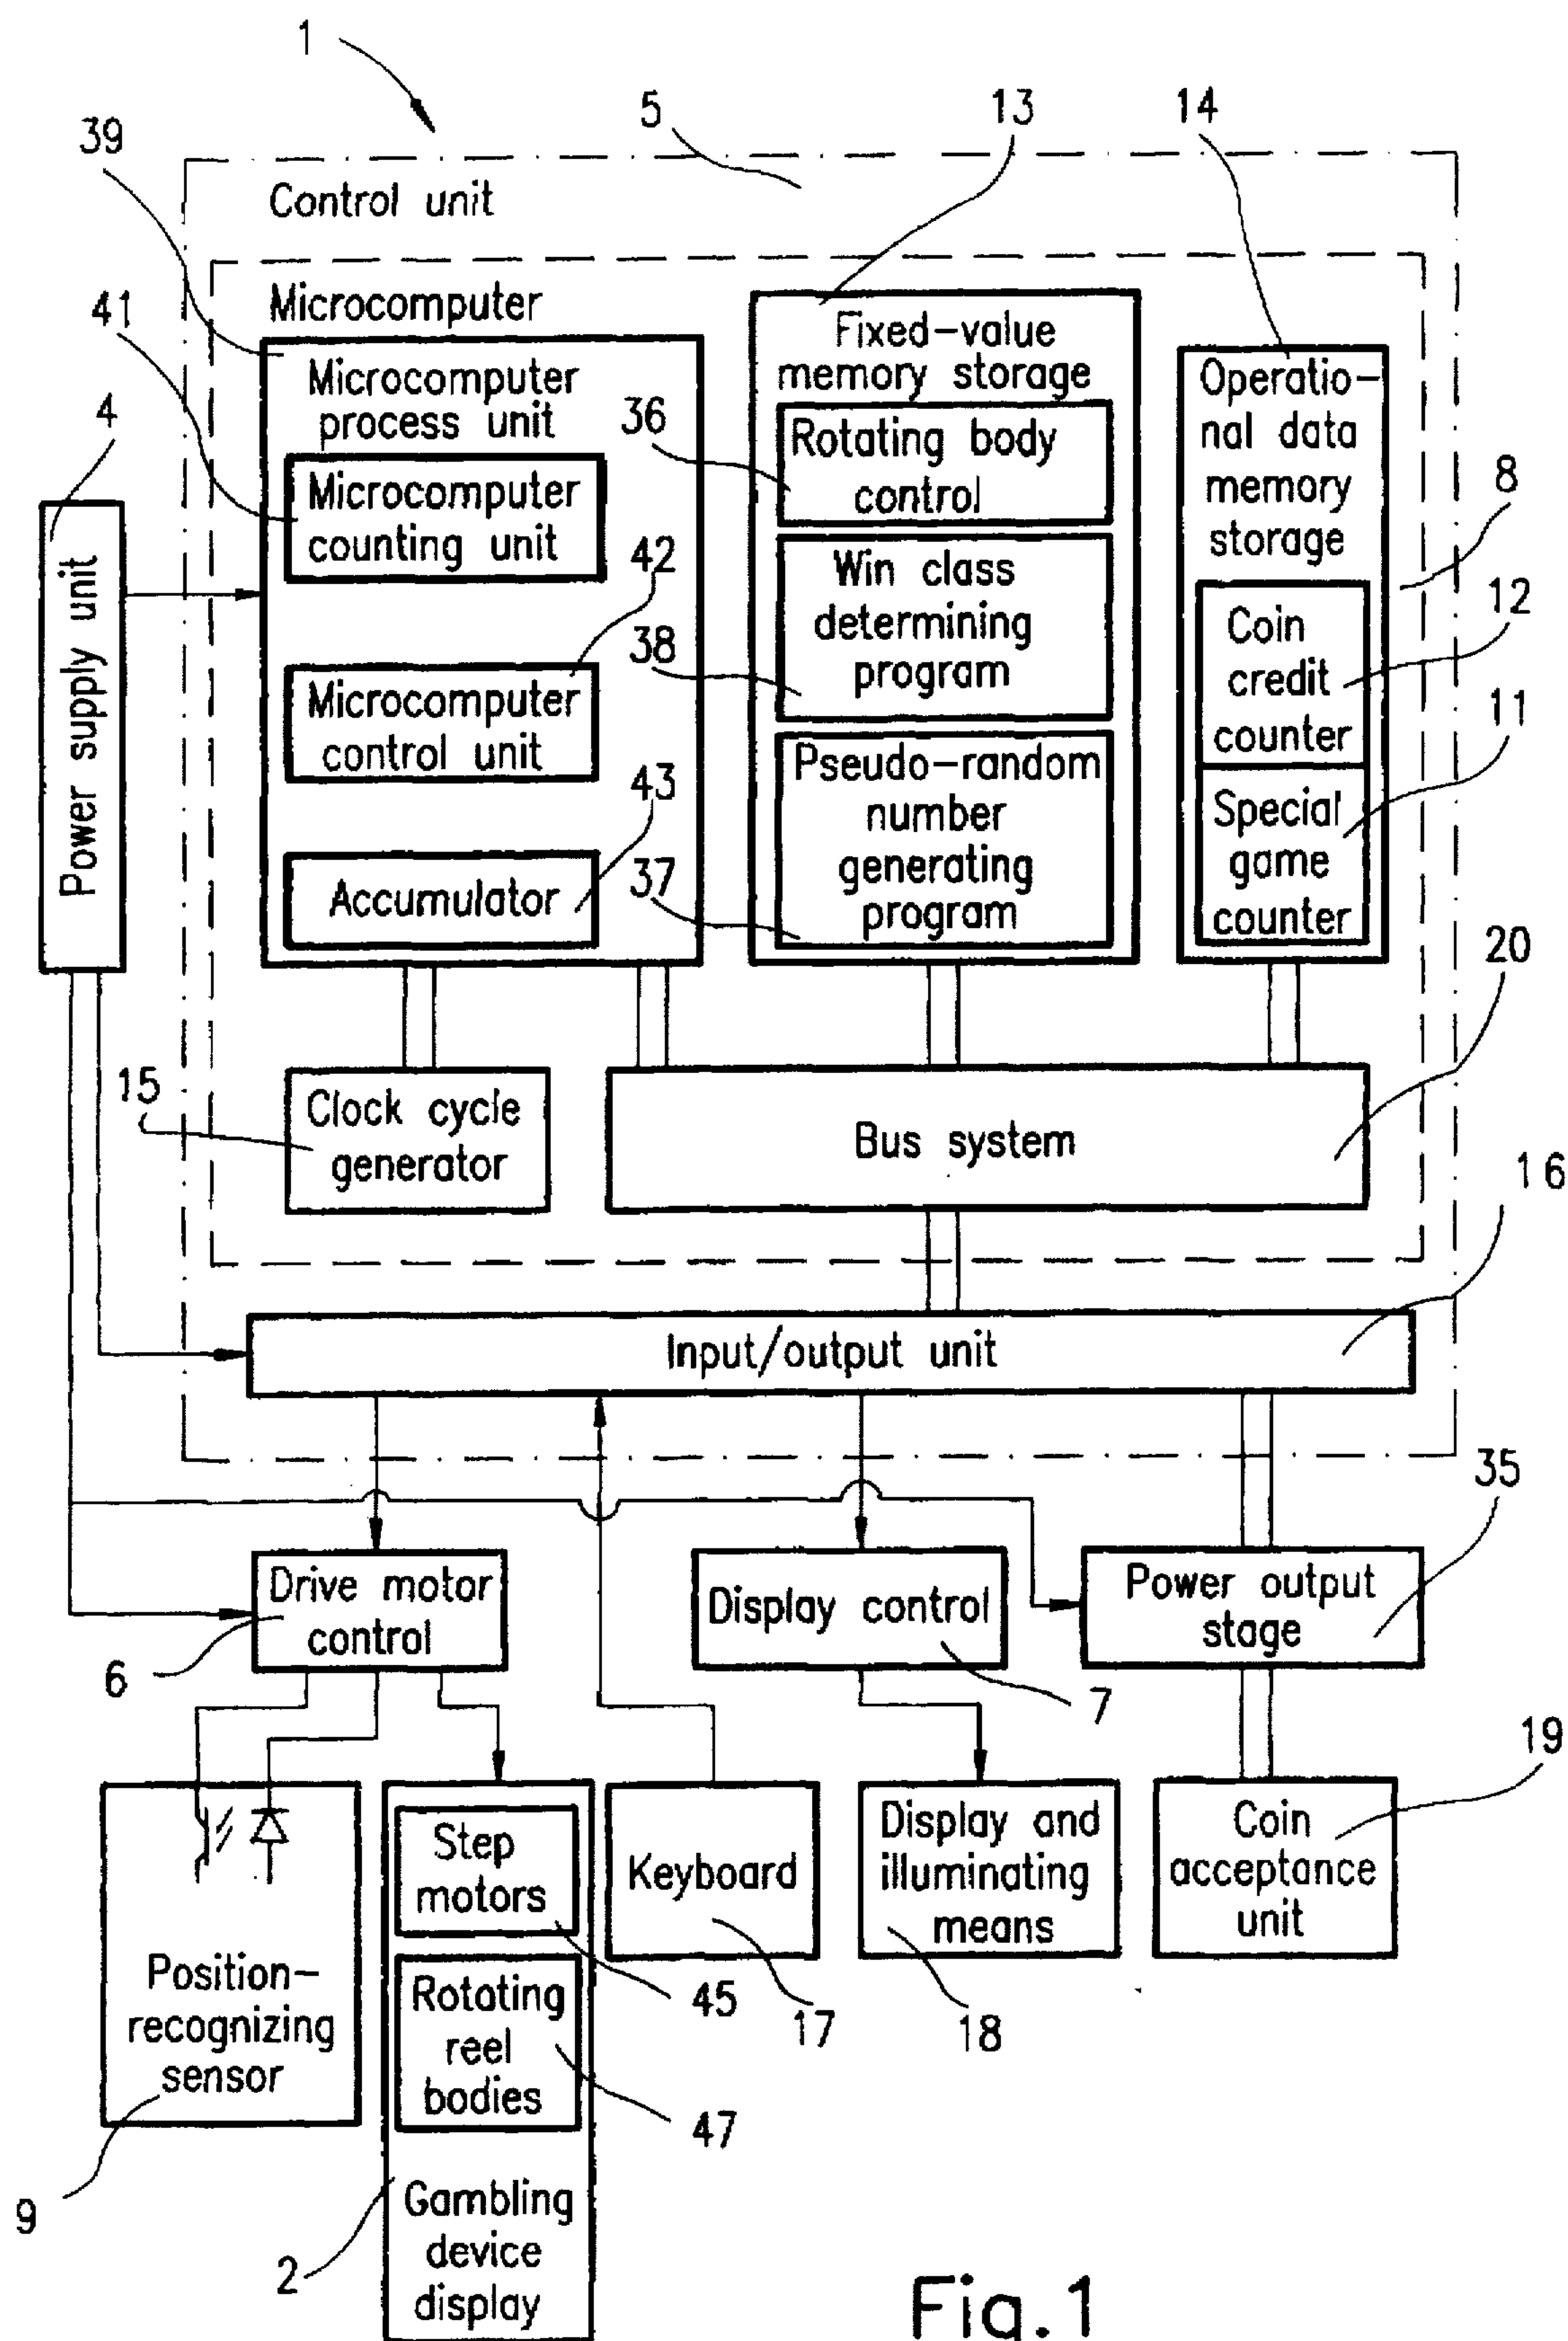 1
39
5
13
14
Control unit
41
Microcomputer
4
Microcomputer
process unit
Microcomputer
counting unit
42
Microcomputer
control unit
43
Accumulator
36
Fixed-value
memory storage
Rotating body
control
38
Win class
determining
program
37
Pseudo-random
number
generating
program
Operatio-
nal data
memory
storage
8
Coin
credit
counter
12
Special
game
counter
11
Power supply unit
20
15
Clock cycle
generator
Bus system
16
Input/output unit
35
Drive motor
control
6
Display control
7
Power output
stage
19
Position-
recognizing
sensor
9
Step
motors
45
Rotating
reel
bodies
47
Gambling
device
display
2
Keyboard
17
Display and
illuminating
means
18
Coin
acceptance
unit
Fig.1